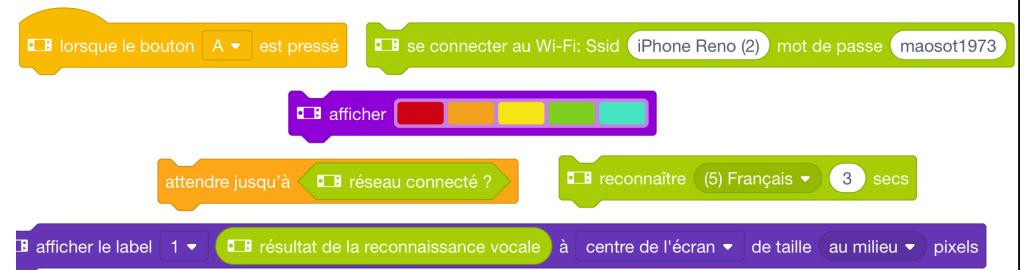 lorsque le bouton A est pressé
se connecter au Wi-Fi: Ssid iPhone Reno (2) mot de passe maosot1973
afficher
attendre jusqu'à réseau connecté ?
reconnaître (5) Français 3 secs
afficher le label 1 résultat de la reconnaissance vocale à centre de l'écran de taille au milieu pixels